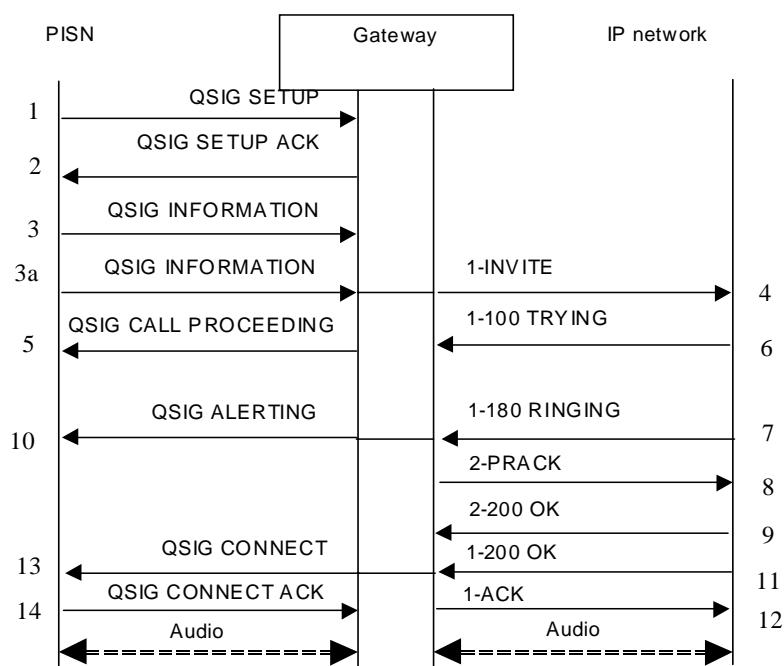 PISN Gateway IP network
QSIG SETUP
1
QSIG SETUP ACK
2
QSIG INFORMATION
3
QSIG INFORMATION 1-INVITE
3a 4
QSIG CALL PROCEEDING 1-100 TRYING
5 6
QSIG ALERTING 1-180 RINGING
10 7
2-PRACK
8
2-200 OK
9
QSIG CONNECT 1-200 OK
13 11
QSIG CONNECT ACK 1-ACK
14 12
Audio Audio